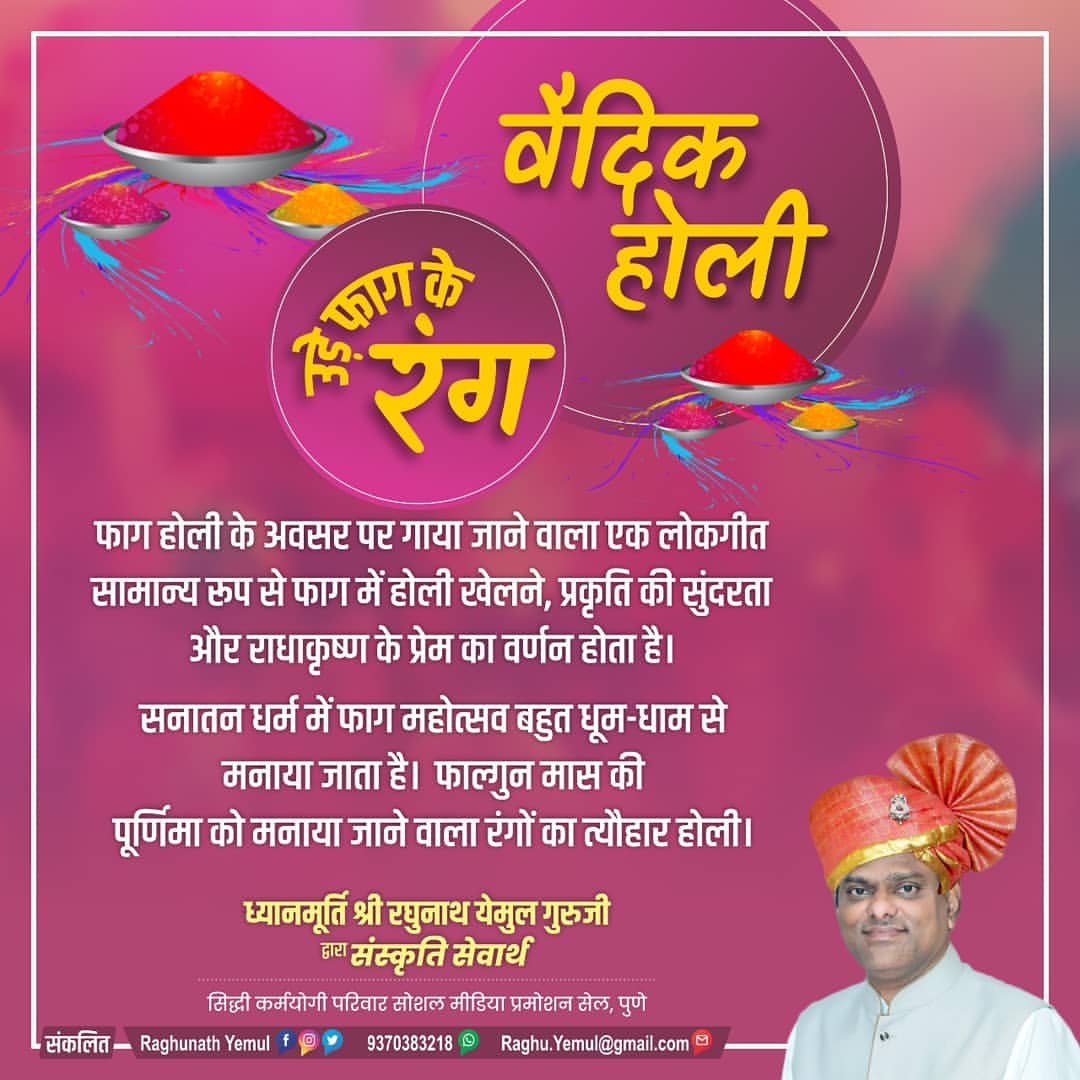 वैदिक
होली
उड़े फाग के
रंग
फाग होली के अवसर पर गाया जाने वाला एक लोकगीत
सामान्य रूप से फाग में होली खेलने, प्रकृति की सुंदरता
और राधाकृष्ण के प्रेम का वर्णन होता है।
सनातन धर्म में फाग महोत्सव बहुत धूम-धाम से
मनाया जाता है। फाल्गुन मास की
पूर्णिमा को मनाया जाने वाला रंगों का त्यौहार होली।
ध्यानमूर्ति श्री रघुनाथ येमुल गुरुजी
द्वारा संस्कृति सेवार्थ
सिद्धी कर्मयोगी परिवार सोशल मीडिया प्रमोशन सेल, पुणे
संकलित Raghunath Yemul 9370383218 Raghu.Yemul@gmail.com